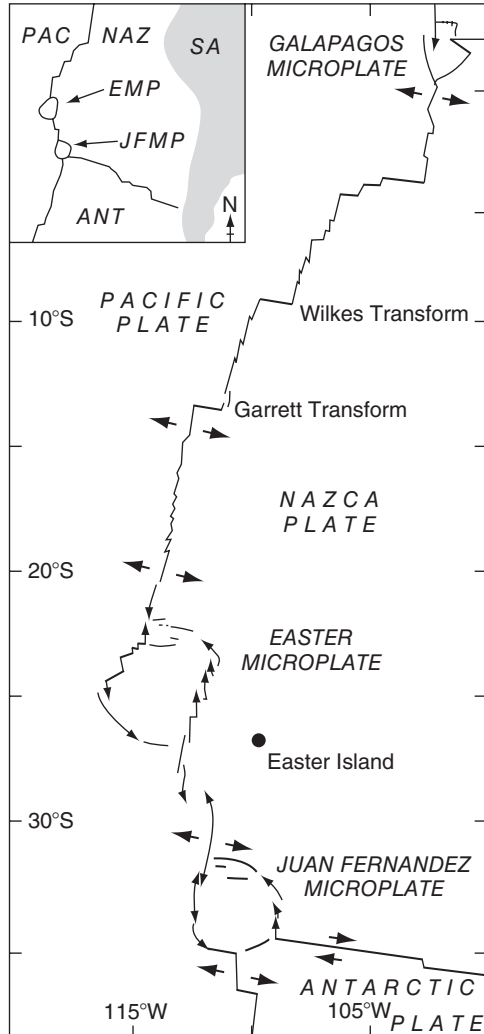 PAC NAZ SA
EMP
JFMP
ANT
N
GALAPAGOS
MICROPLATE
PACIFIC
PLATE
10°S
Wilkes Transform
Garrett Transform
NAZCA
PLATE
20°S
EASTER
MICROPLATE
Easter Island
30°S
JUAN FERNANDEZ
MICROPLATE
ANTARCTIC
PLATE
115°W
105°W